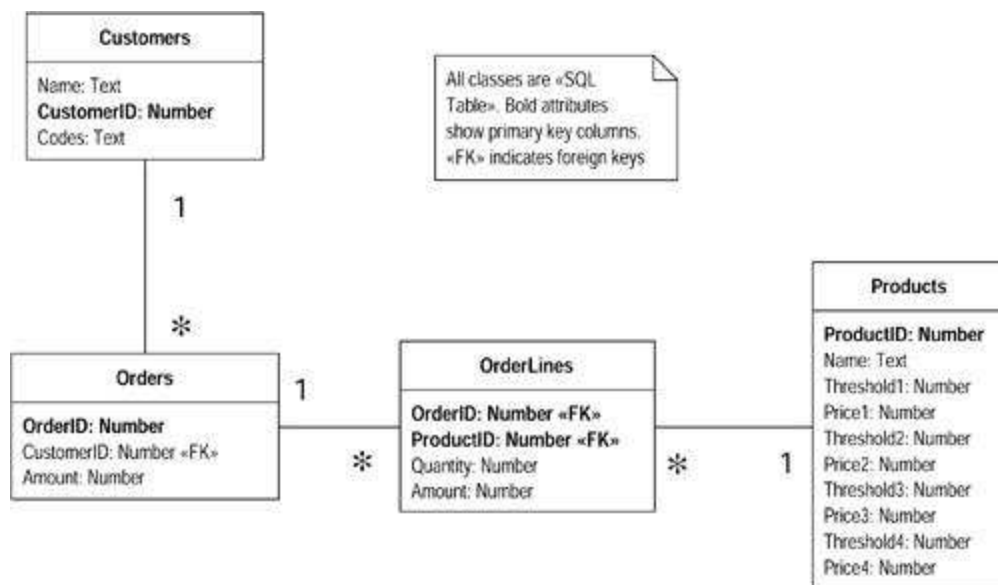 Customers
Name: Text
CustomerID: Number
Codes: Text
All classes are «SQL
Table». Bold attributes
show primary key columns.
«FK» indicates foreign keys
1
*
Orders
OrderID: Number
CustomerID: Number «FK»
Amount: Number
1
*
OrderLines
OrderID: Number «FK»
ProductID: Number «FK»
Quantity: Number
Amount: Number
*
1
Products
ProductID: Number
Name: Text
Threshold1: Number
Price1: Number
Threshold2: Number
Price2: Number
Threshold3: Number
Price3: Number
Threshold4: Number
Price4: Number